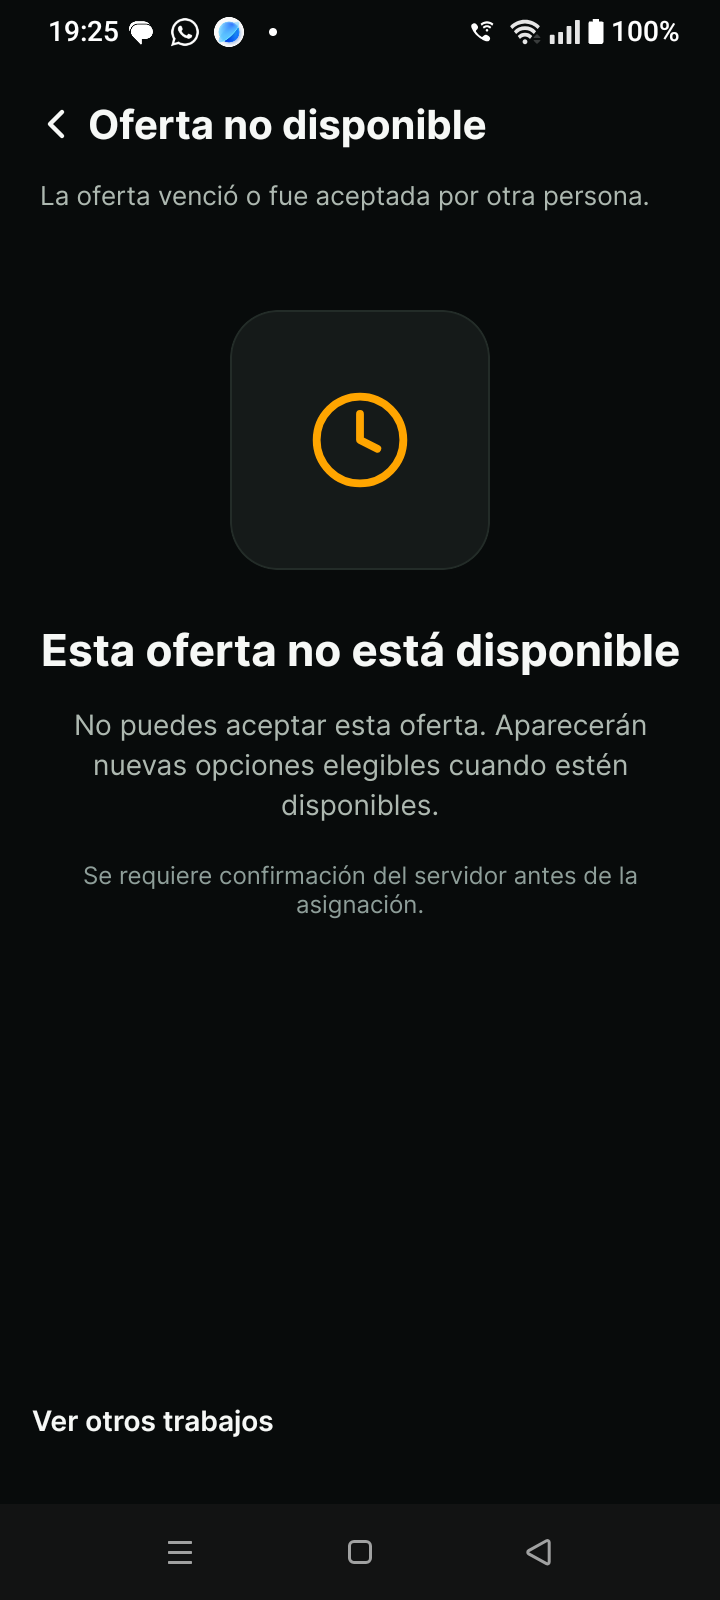 19:25
100%
Oferta no disponible
La oferta venció o fue aceptada por otra persona.
Esta oferta no está disponible
No puedes aceptar esta oferta. Aparecerán
nuevas opciones elegibles cuando estén
disponibles.
Se requiere confirmación del servidor antes de la
asignación.
Ver otros trabajos